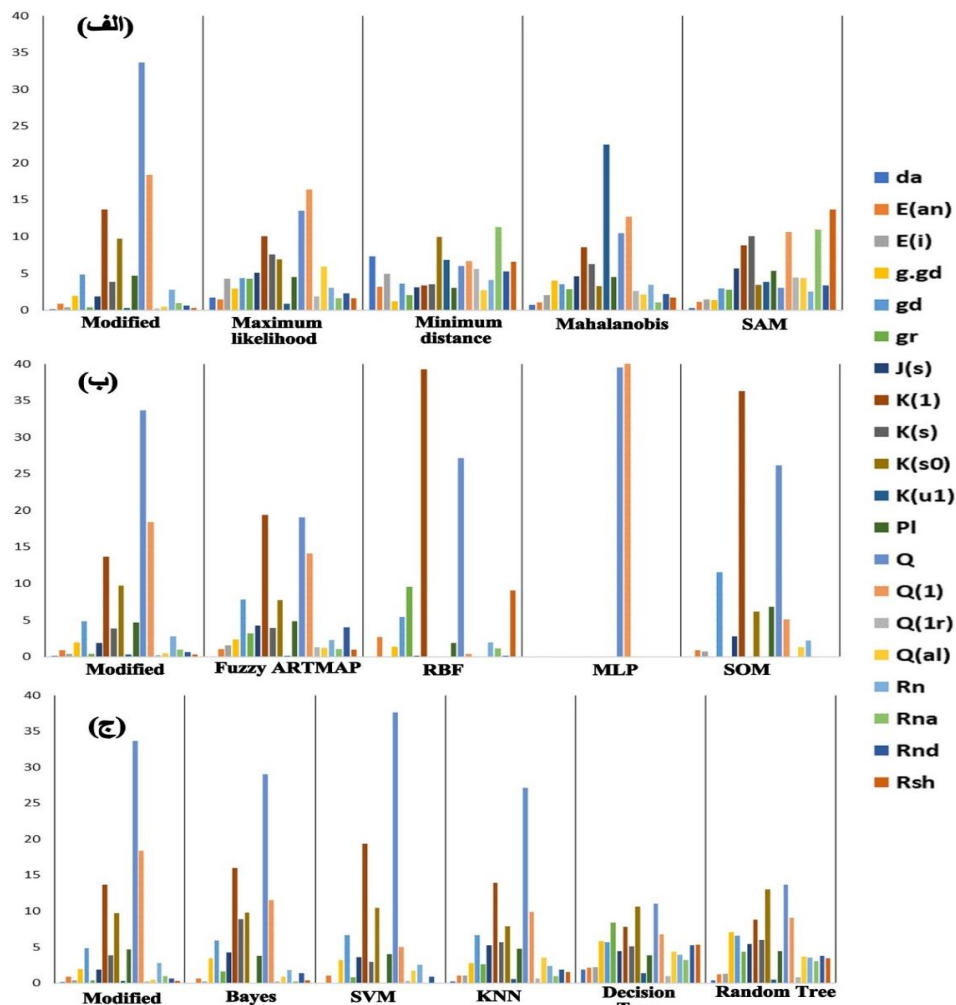 (الف)
40
35
30
25
20
15
10
5
0
Modified
Maximum likelihood
Minimum distance
Mahalanobis
SAM
(ب)
40
35
30
25
20
15
10
5
0
Modified
Fuzzy ARTMAP
RBF
MLP
SOM
(ج)
40
35
30
25
20
15
10
5
0
Modified
Bayes
SVM
KNN
Decision
Random Tree
da
E(an)
E(i)
g.gd
gd
gr
J(s)
K(1)
K(s)
K(s0)
K(u1)
Pl
Q
Q(1)
Q(1r)
Q(al)
Rn
Rna
Rnd
Rsh